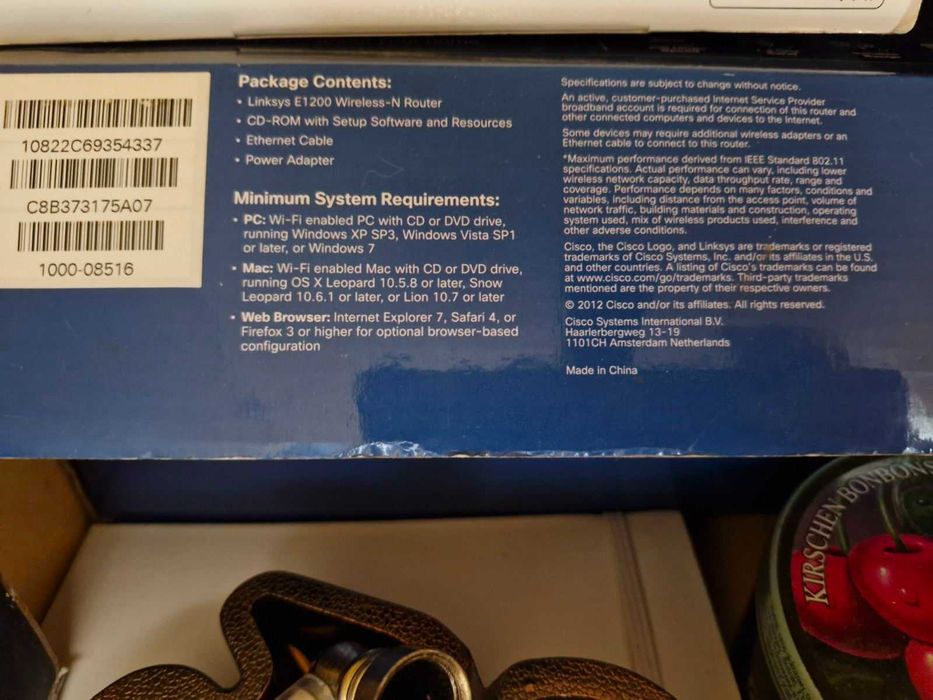 10822C69354337
C8B373175A07
1000-08516
Package Contents:
• Linksys E1200 Wireless-N Router
• CD-ROM with Setup Software and Resources
• Ethernet Cable
• Power Adapter
Minimum System Requirements:
• PC: Wi-Fi enabled PC with CD or DVD drive,
running Windows XP SP3, Windows Vista SP1
or later, or Windows 7
• Mac: Wi-Fi enabled Mac with CD or DVD drive,
running OS X Leopard 10.5.8 or later, Snow
Leopard 10.6.1 or later, or Lion 10.7 or later
• Web Browser: Internet Explorer 7, Safari 4, or
Firefox 3 or higher for optional browser-based
configuration
Specifications are subject to change without notice.
An active, customer-purchased Internet Service Provider
broadband account is required for connection of this router and
other connected computers and devices to the Internet.
Some devices may require additional wireless adapters or an
Ethernet cable to connect to this router.
*Maximum performance derived from IEEE Standard 802.11
specifications. Actual performance can vary, including lower
wireless network capacity, data throughput rate, range and
coverage. Performance depends on many factors, conditions and
variables, including distance from the access point, volume of
network traffic, building materials and construction, operating
system used, mix of wireless products used, interference and
other adverse conditions.
Cisco, the Cisco Logo, and Linksys are trademarks or registered
trademarks of Cisco Systems, Inc. and/or its affiliates in the U.S.
and other countries. A listing of Cisco's trademarks can be found
at www.cisco.com/go/trademarks. Third-party trademarks
mentioned are the property of their respective owners.
© 2012 Cisco and/or its affiliates. All rights reserved.
Cisco Systems International B.V.
Haarlerbergweg 13-19
1101CH Amsterdam Netherlands
Made in China
KIRSCHEN-BONBONS